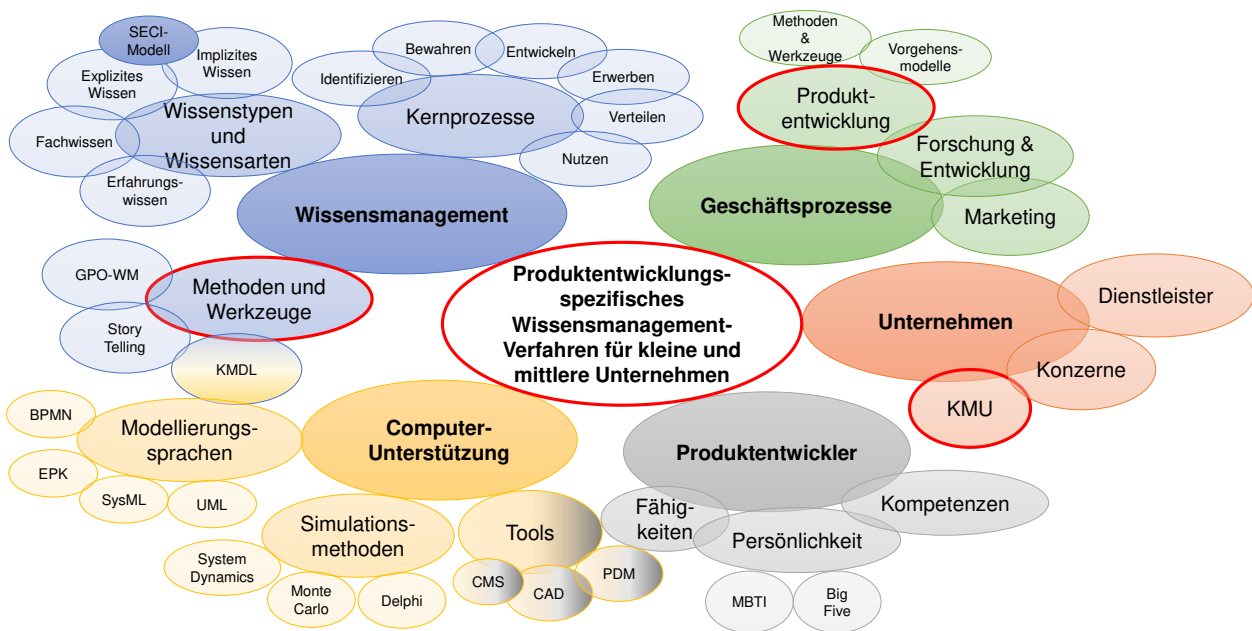 SECI-
Modell
Implizites
Wissen
Explizites
Wissen
Fachwissen
Erfahrungs-
wissen
Wissenstypen
und
Wissensarten
Identifizieren
Bewahren
Entwickeln
Erwerben
Verteilen
Nutzen
Kernprozesse
Wissensmanagement
Methoden
&
Werkzeuge
Vorgehens-
modelle
Produkt-
entwicklung
Forschung &
Entwicklung
Marketing
Geschäftsprozesse
GPO-WM
Methoden und
Werkzeuge
Story
Telling
KMDL
Produktentwicklungs-
spezifisches
Wissensmanagement-
Verfahren für kleine und
mittlere Unternehmen
Unternehmen
Dienstleister
Konzerne
KMU
BPMN
Modellierungs-
sprachen
EPK
SysML
UML
Computer-
Unterstützung
Simulations-
methoden
System
Dynamics
Monte
Carlo
Delphi
Tools
CMS
CAD
PDM
Produktentwickler
Fähig-
keiten
Persönlichkeit
Kompetenzen
MBTI
Big
Five